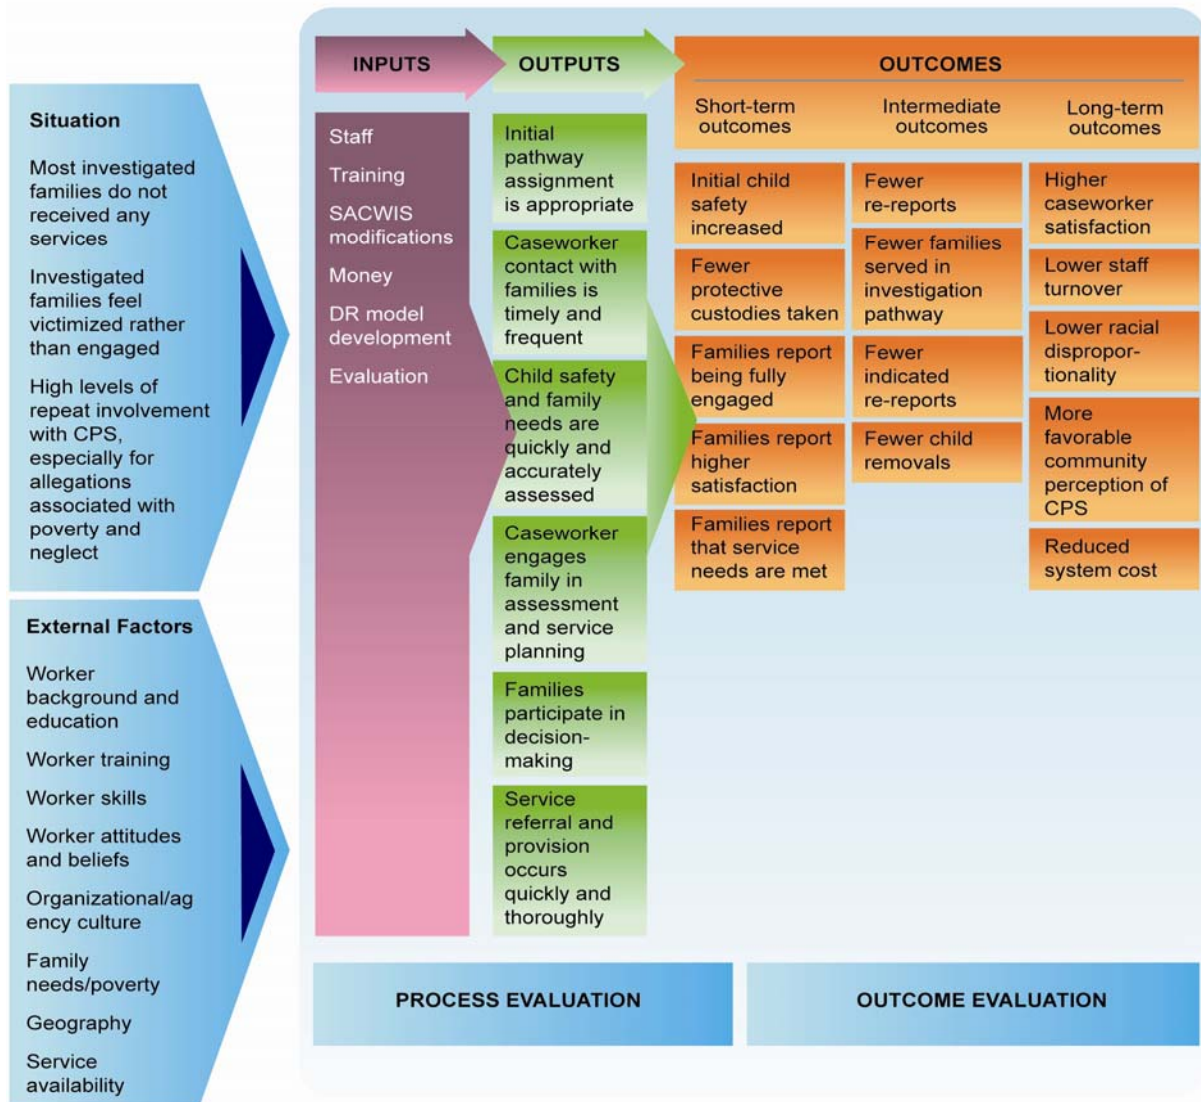 Situation
Most investigated
families do not
received any
services
Investigated
families feel
victimized rather
than engaged
High levels of
repeat involvement
with CPS,
especially for
allegations
associated with
poverty and
neglect
External Factors
Worker
background and
education
Worker training
Worker skills
Worker attitudes
and beliefs
Organizational/ag
ency culture
Family
needs/poverty
Geography
Service
availability
INPUTS
Staff
Training
SACWIS
modifications
Money
DR model
development
Evaluation
OUTPUTS
Initial
pathway
assignment
is appropriate
Caseworker
contact with
families is
timely and
frequent
Child safety
and family
needs are
quickly and
accurately
assessed
Caseworker
engages
family in
assessment
and service
planning
Families
participate in
decision-
making
Service
referral and
provision
occurs
quickly and
thoroughly
OUTCOMES
Short-term
outcomes
Initial child
safety
increased
Fewer
protective
custodies taken
Families report
being fully
engaged
Families report
higher
satisfaction
Families report
that service
needs are met
Intermediate
outcomes
Fewer
re-reports
Fewer families
served in
investigation
pathway
Fewer
indicated
re-reports
Fewer child
removals
Long-term
outcomes
Higher
caseworker
satisfaction
Lower staff
turnover
Lower racial
dispropor-
tionality
More
favorable
community
perception of
CPS
Reduced
system cost
PROCESS EVALUATION
OUTCOME EVALUATION